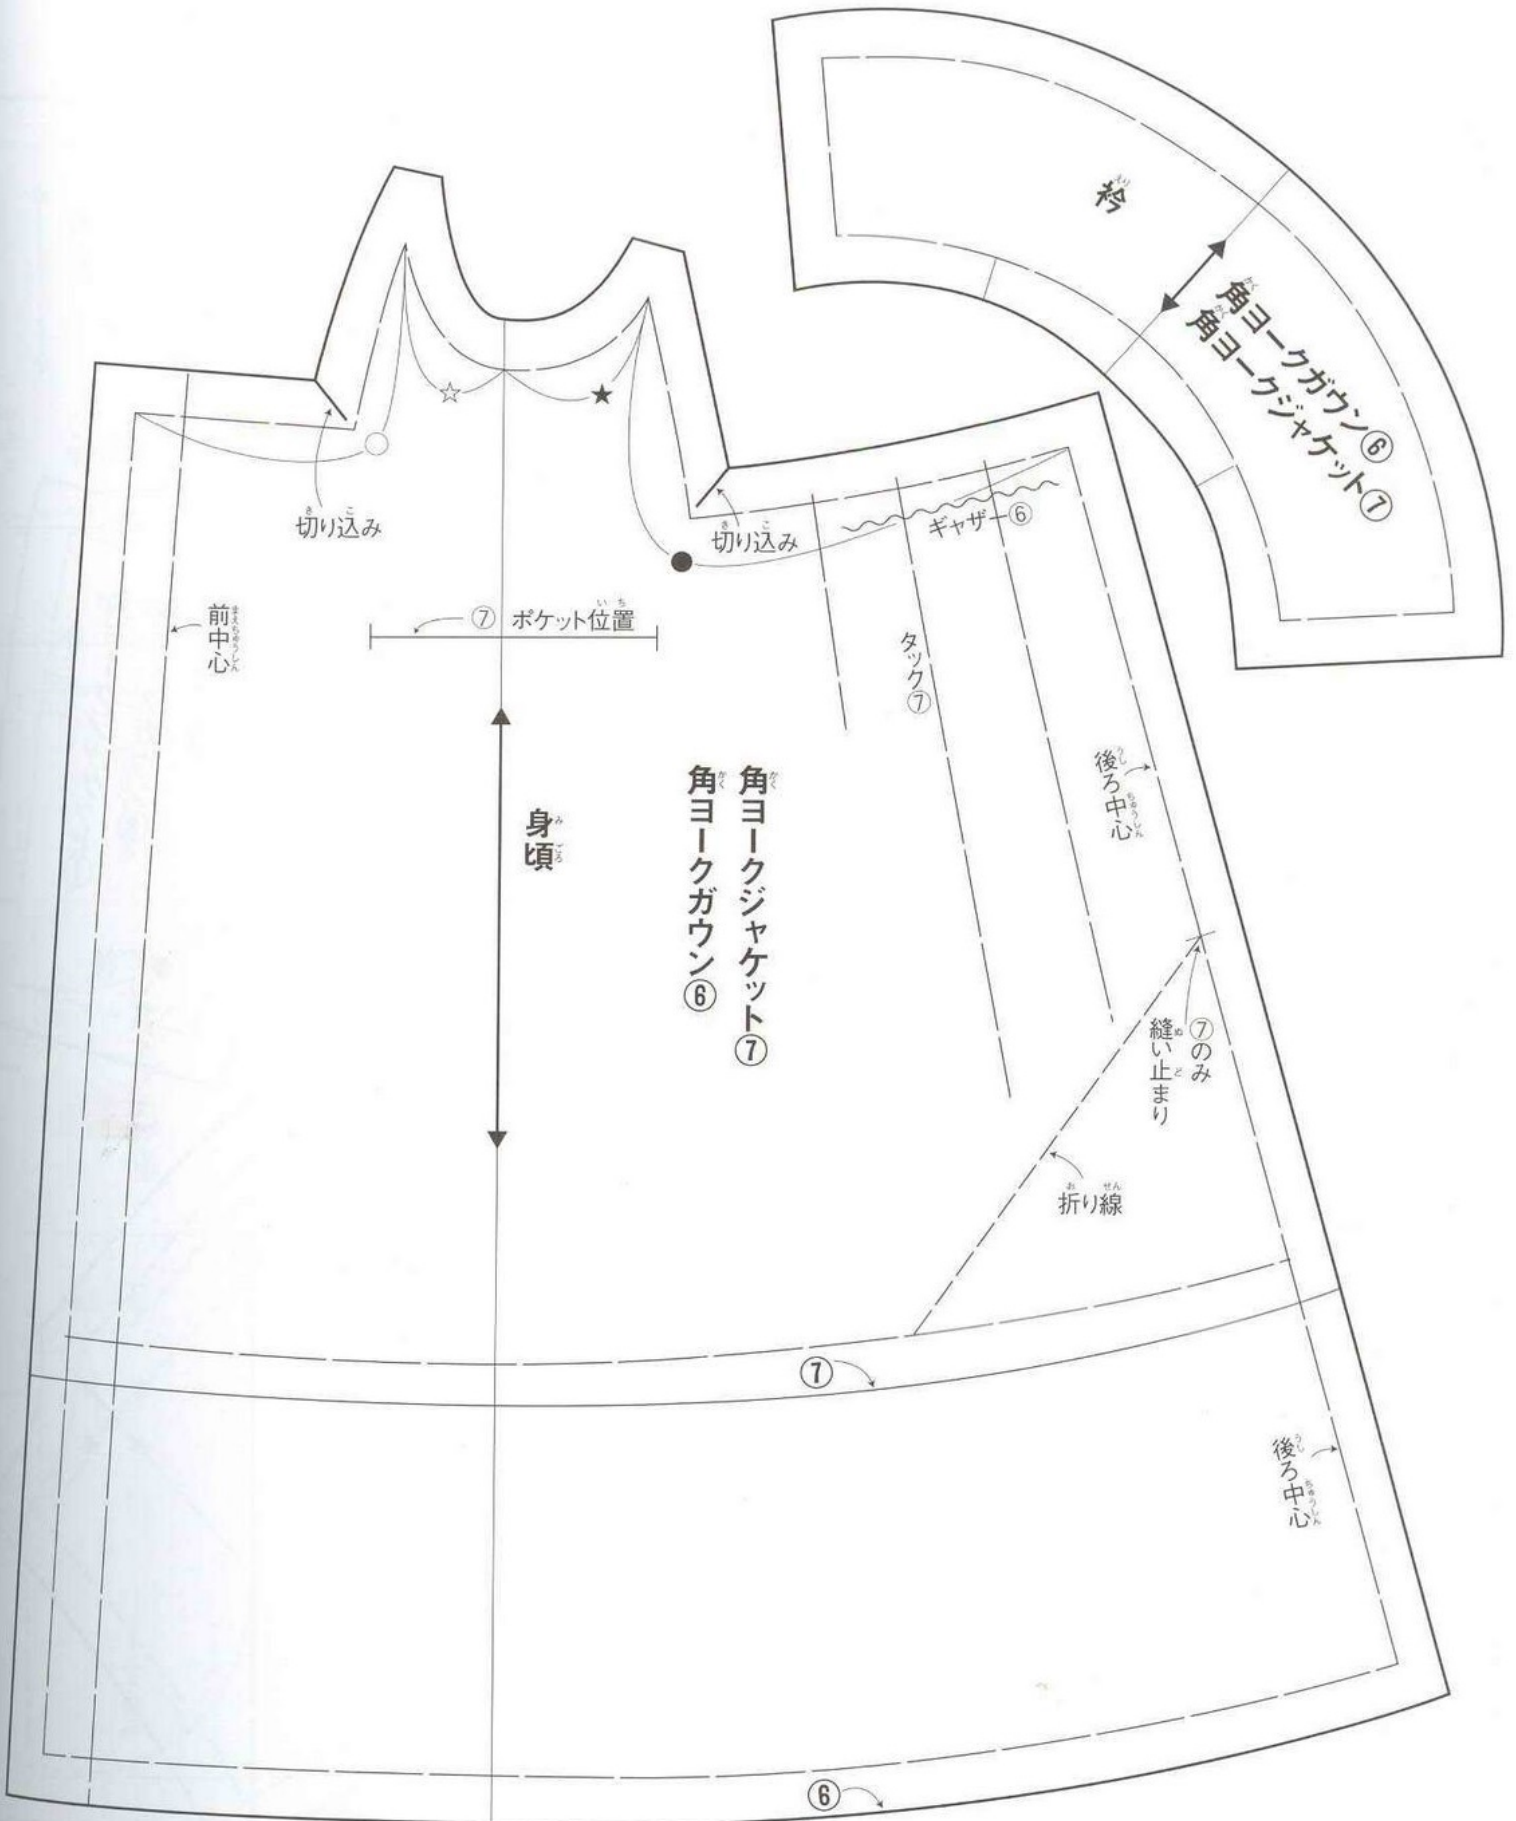 衿
角ヨークガウン⑥
角ヨークジャケット⑦
☆
★
○
切り込み
●
切り込み
ギャザー⑥
前中心
⑦ ポケット位置
タック⑦
後ろ中心
身頃
角ヨークジャケット⑦
角ヨークガウン⑥
⑦のみ
縫い止まり
折り線
⑦
後ろ中心
⑥